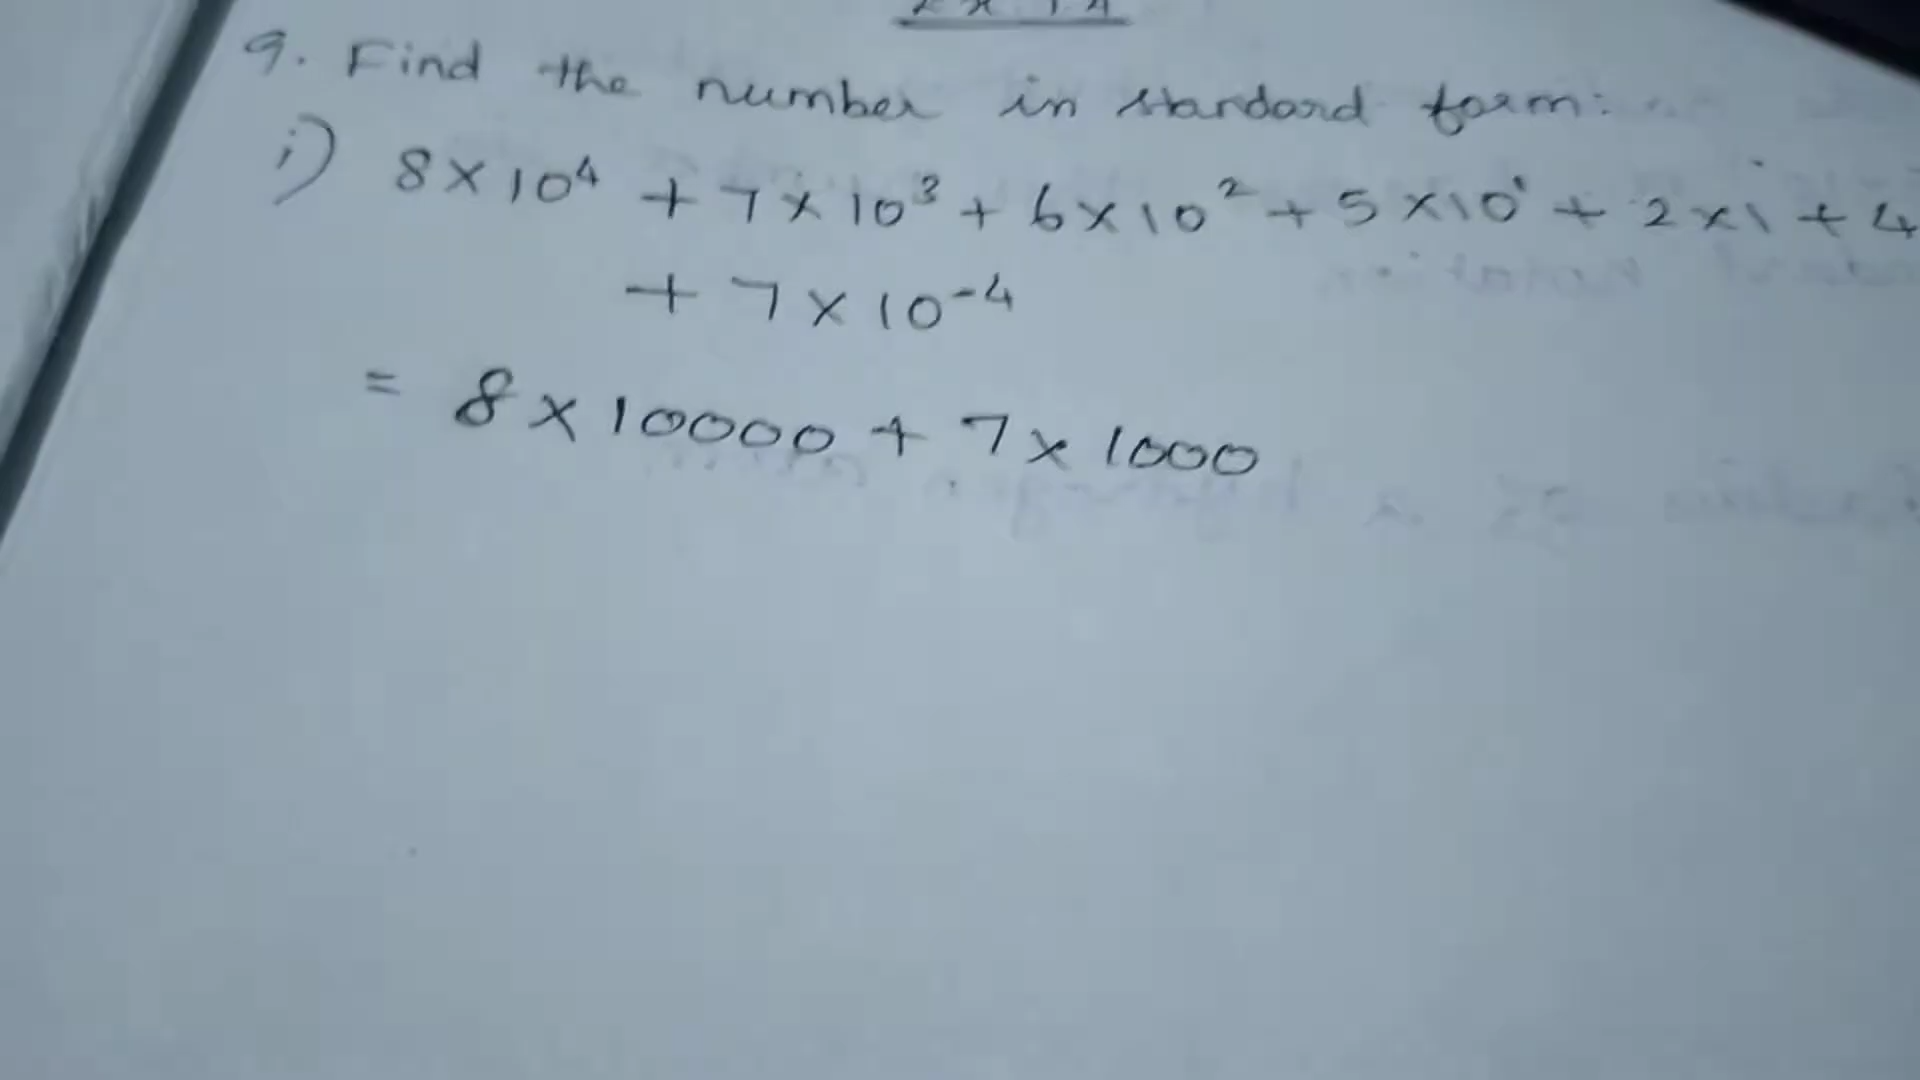 9. Find the number in standard form:
i) 8×10⁴ + 7×10³ + 6×10² + 5×10¹ + 2×1 + 4
+ 7×10⁻⁴
= 8×10000 + 7×1000